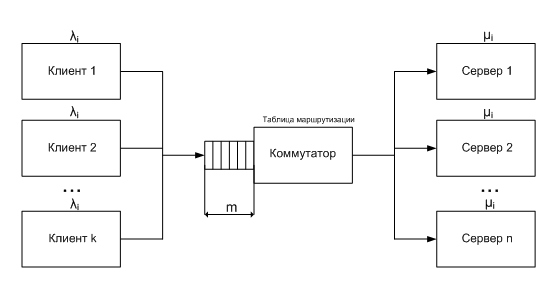 λi
Клиент 1
λi
Клиент 2
...
λi
Клиент k
Таблица маршрутизации
Коммутатор
m
μi
Сервер 1
μi
Сервер 2
...
μi
Сервер n